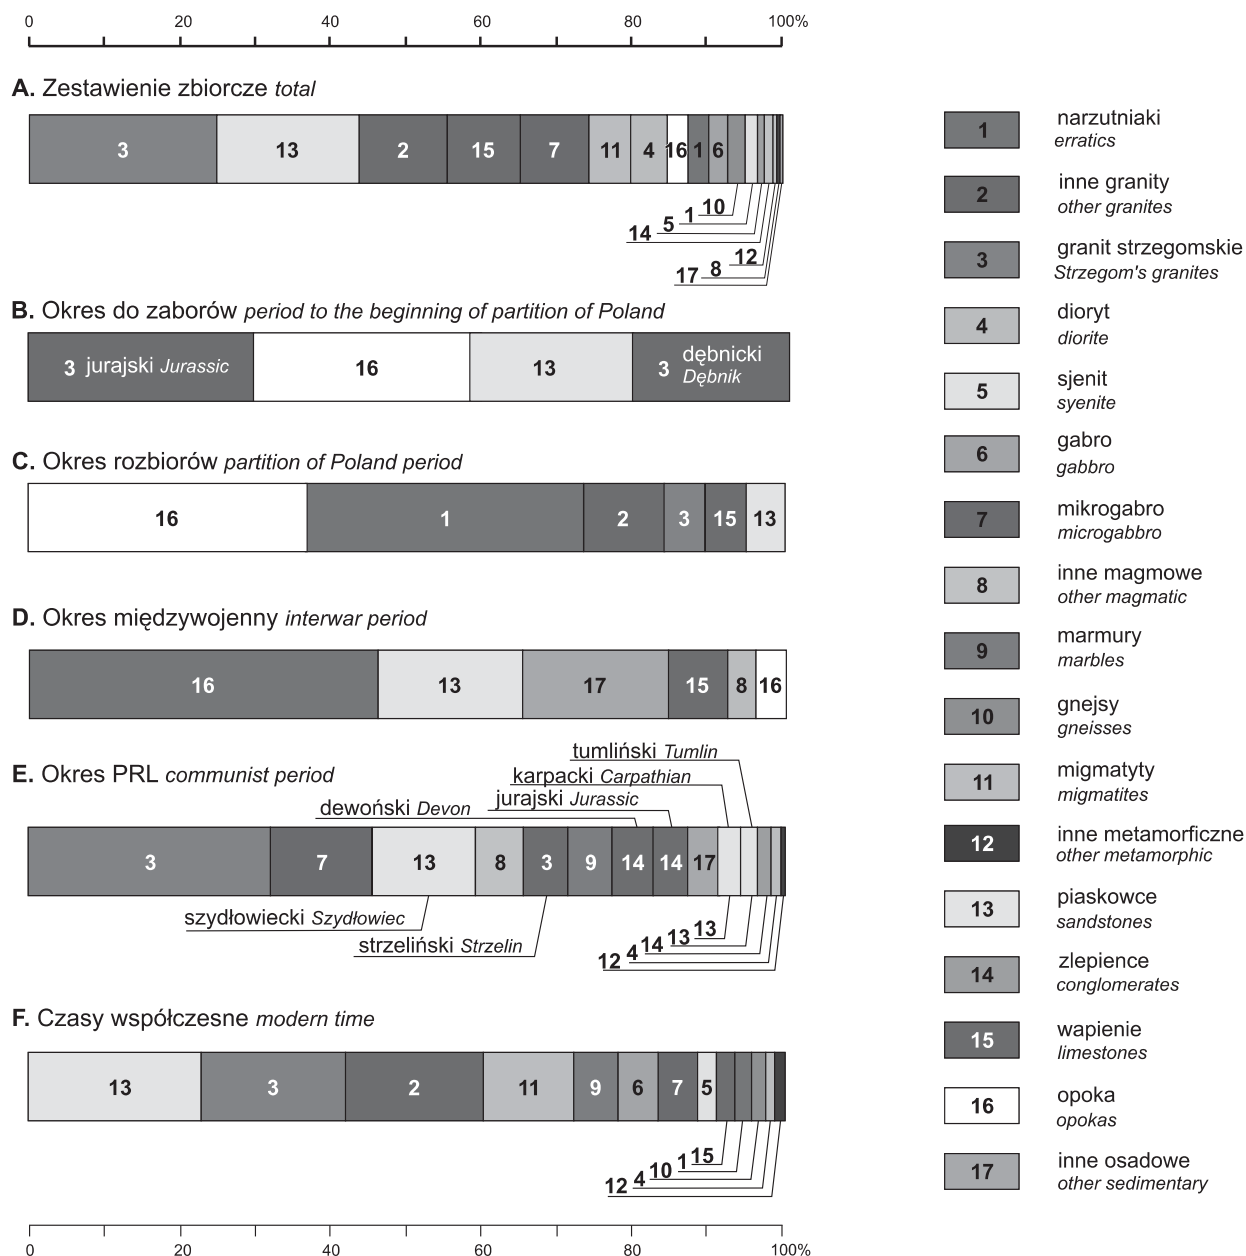 0 20 40 60 80 100%
A. Zestawienie zbiorcze total
3 13 2 15 7 11 4 16 1 6
10
1
5
14
12
8
17
B. Okres do zaborów period to the beginning of partition of Poland
3 jurajski Jurassic 16 13 3 dębnicki
Dębnik
C. Okres rozbiorów partition of Poland period
16 1 2 3 15 13
D. Okres międzywojenny interwar period
16 13 17 15 8 16
tumliński Tumlin
E. Okres PRL communist period
karpacki Carpathian
jurajski Jurassic
dewoński Devon
3 7 13 8 3 9 14 14 17
szydłowiecki Szydłowiec
strzeliński Strzelin
12 4 14 13 13
F. Czasy współczesne modern time
13 3 2 11 9 6 7 5
12 4 10 1 15
0 20 40 60 80 100%
1 narzutniaki
erratics
2 inne granity
other granites
3 granit strzegomskie
Strzegom's granites
4 dioryt
diorite
5 sjenit
syenite
6 gabro
gabbro
7 mikrogabro
microgabbro
8 inne magmowe
other magmatic
9 marmury
marbles
10 gnejsy
gneisses
11 migmatyty
migmatites
12 inne metamorficzne
other metamorphic
13 piaskowce
sandstones
14 zlepience
conglomerates
15 wapienie
limestones
16 opoka
opokas
17 inne osadowe
other sedimentary